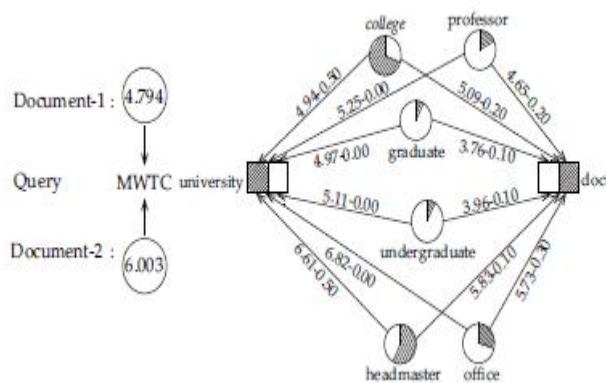 college
professor
Document-1 :
4.794
4.94-0.50
5.25-0.00
5.09-0.20
4.65-0.20
4.97-0.00
graduate
3.76-0.10
Query
MWTC
university
doct
5.11-0.00
3.96-0.10
undergraduate
Document-2 :
6.003
6.61-0.50
6.82-0.00
5.83-0.10
5.73-0.30
headmaster
office